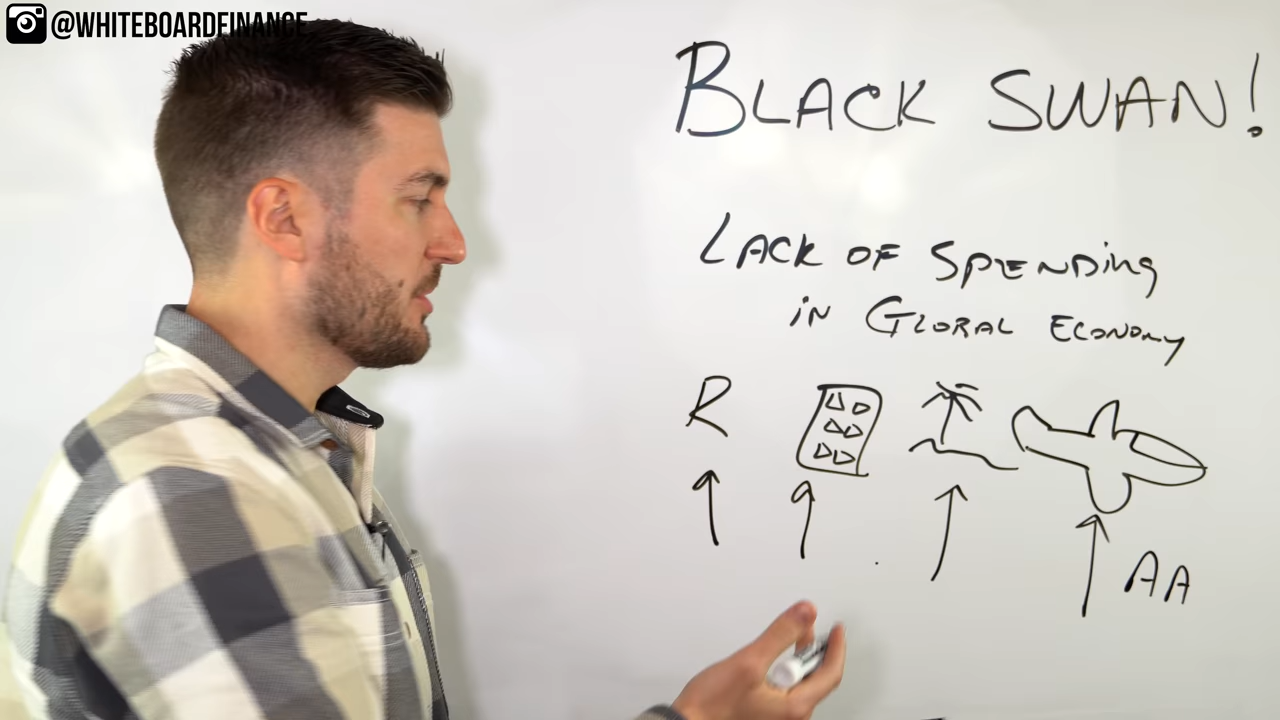 @WHITEBOARDFINANCE
BLACK SWAN!
LACK OF SPENDING
IN GLOBAL ECONOMY
R
AA